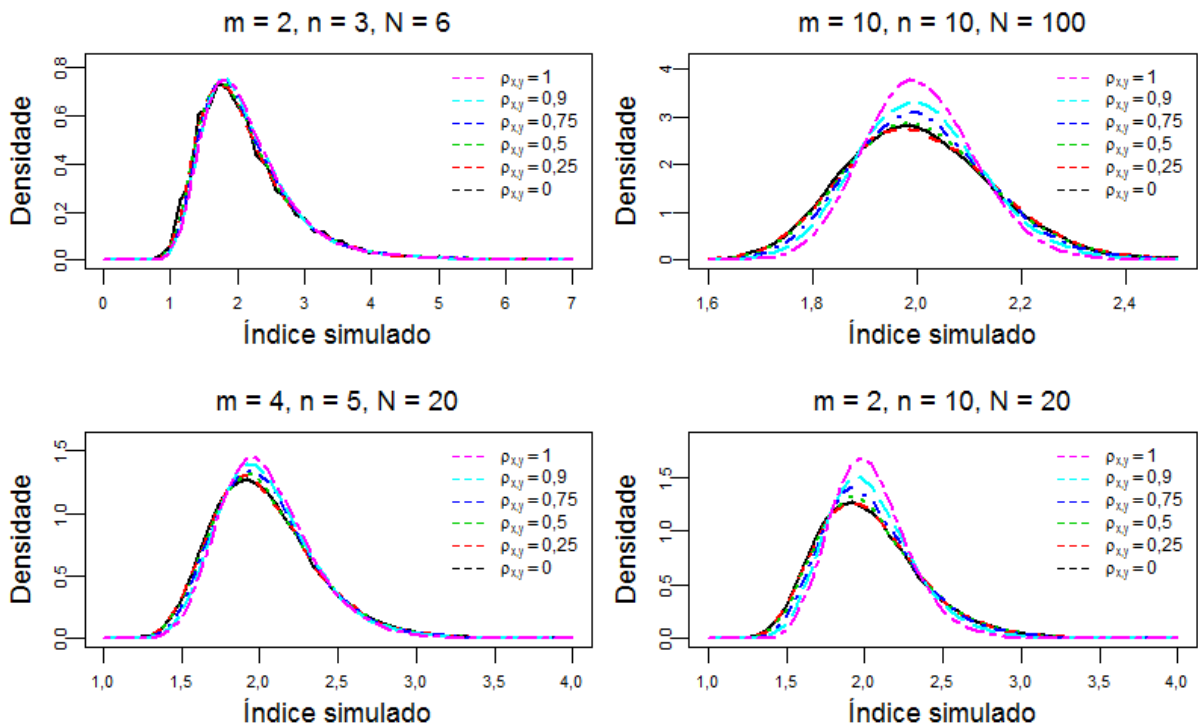 m = 2, n = 3, N = 6
Densidade
0,0
0,2
0,4
0,6
0,8
ρx,y = 1
ρx,y = 0,9
ρx,y = 0,75
ρx,y = 0,5
ρx,y = 0,25
ρx,y = 0
0 1 2 3 4 5 6 7
Índice simulado
m = 10, n = 10, N = 100
Densidade
0
1
2
3
4
ρx,y = 1
ρx,y = 0,9
ρx,y = 0,75
ρx,y = 0,5
ρx,y = 0,25
ρx,y = 0
1,6 1,8 2,0 2,2 2,4
Índice simulado
m = 4, n = 5, N = 20
Densidade
0,0
0,5
1,0
1,5
ρx,y = 1
ρx,y = 0,9
ρx,y = 0,75
ρx,y = 0,5
ρx,y = 0,25
ρx,y = 0
1,0 1,5 2,0 2,5 3,0 3,5 4,0
Índice simulado
m = 2, n = 10, N = 20
Densidade
0,0
0,5
1,0
1,5
ρx,y = 1
ρx,y = 0,9
ρx,y = 0,75
ρx,y = 0,5
ρx,y = 0,25
ρx,y = 0
1,0 1,5 2,0 2,5 3,0 3,5 4,0
Índice simulado